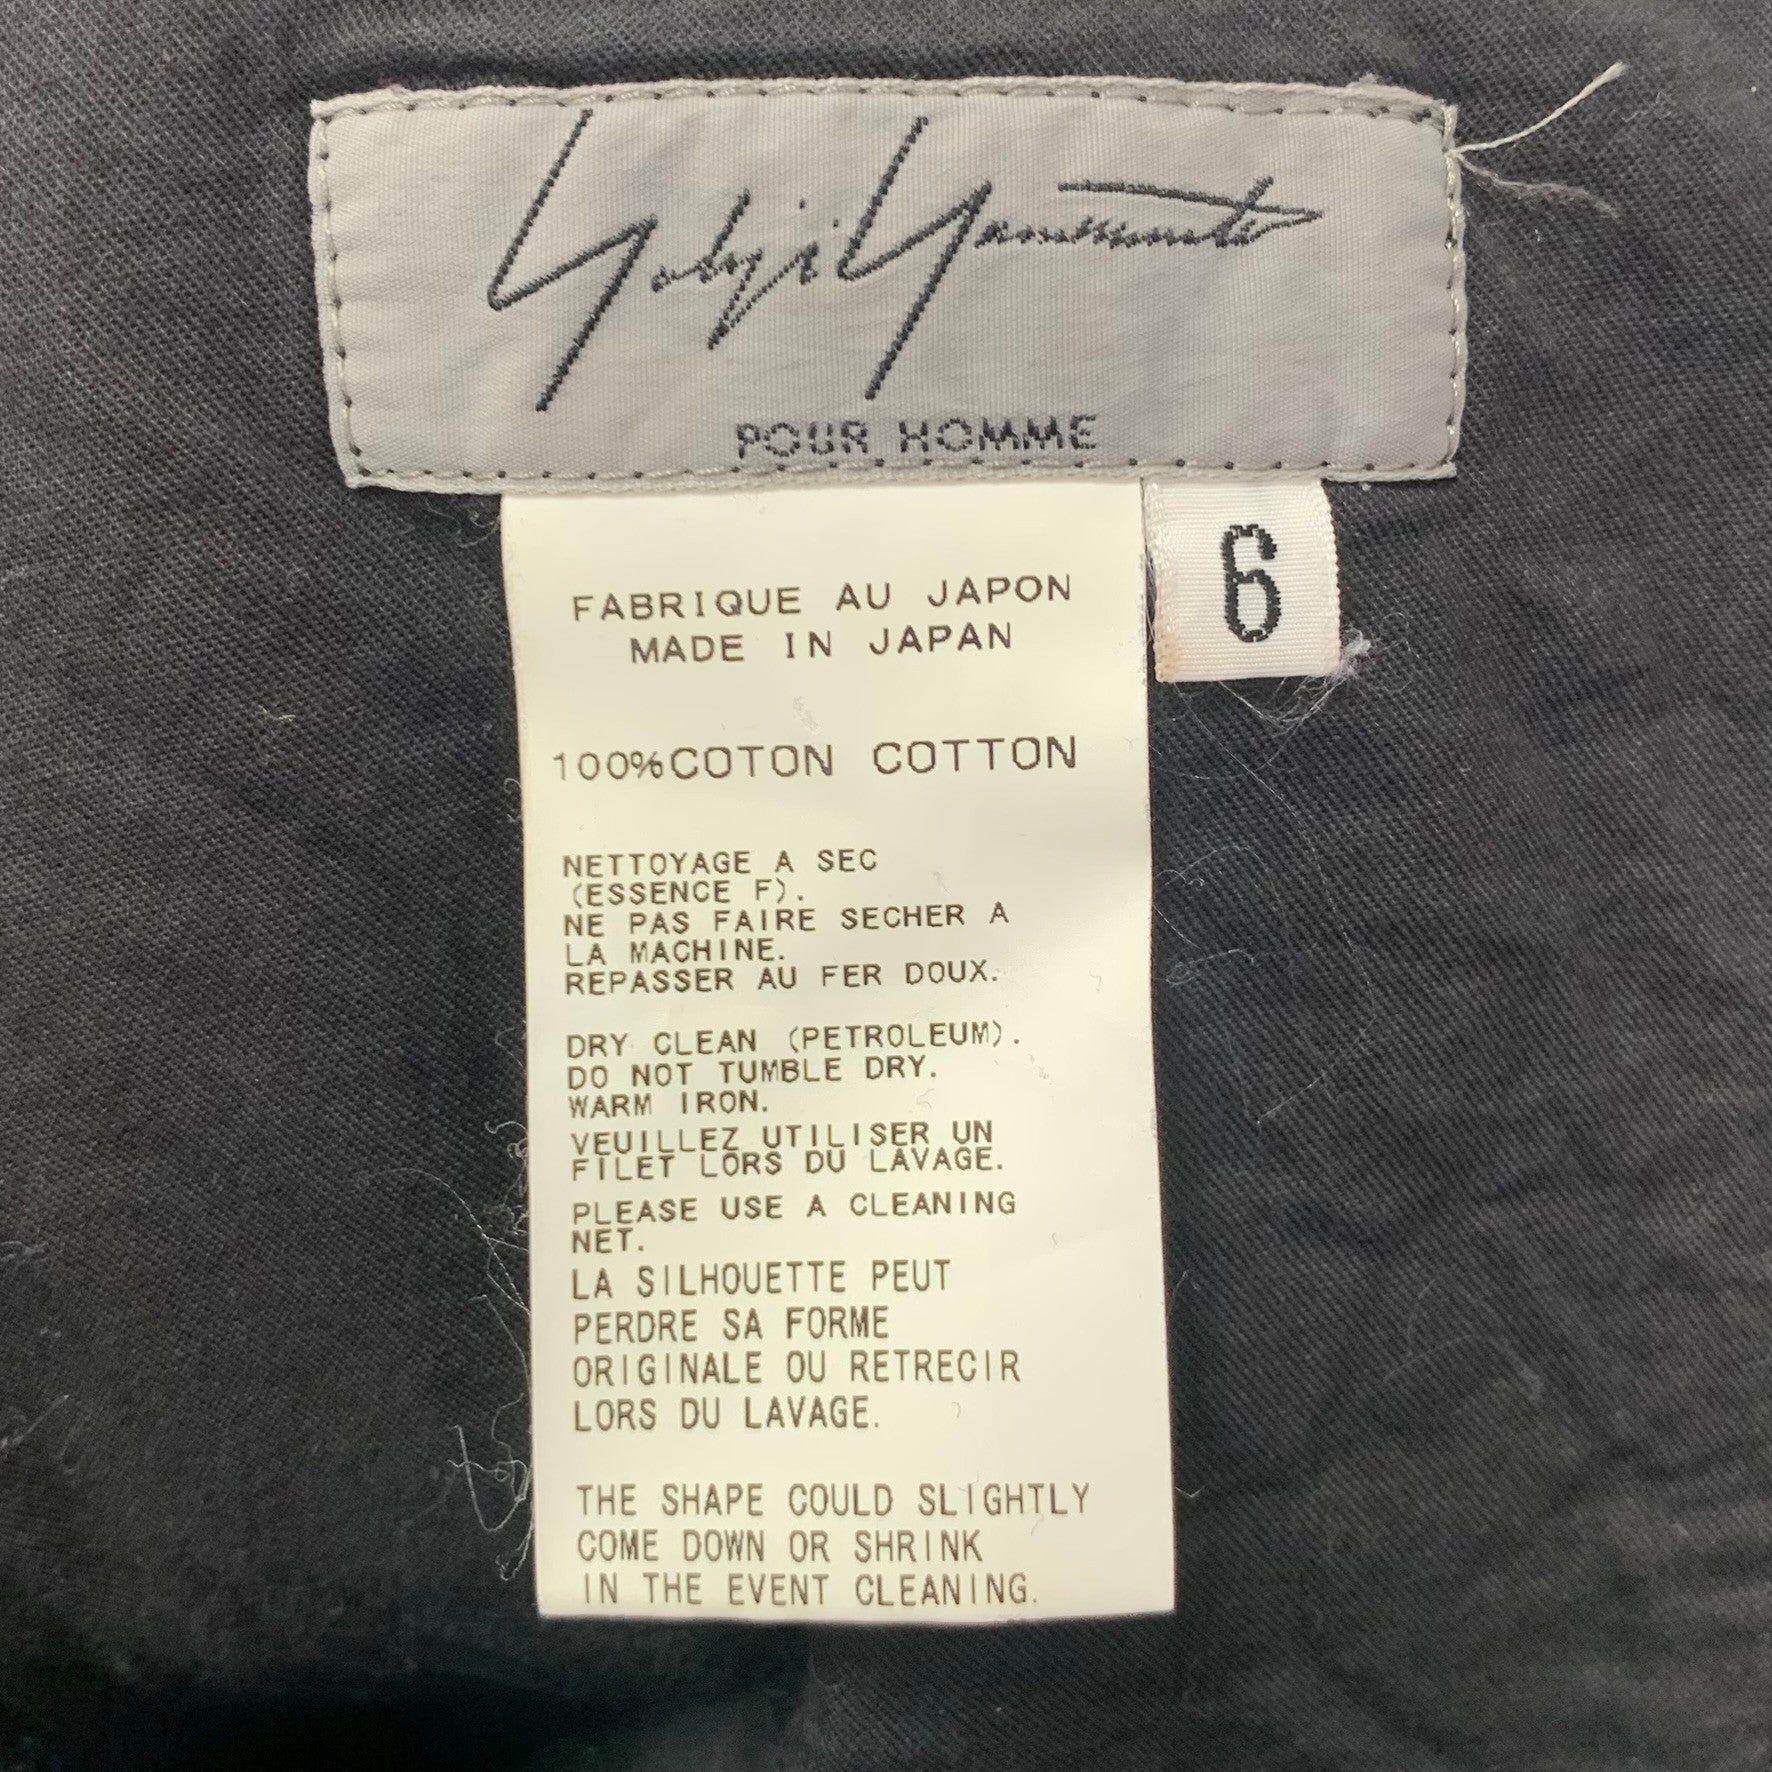 Yohji Yamamoto
POUR HOMME
6
FABRIQUE AU JAPON
MADE IN JAPAN
100%COTON COTTON
NETTOYAGE A SEC
(ESSENCE F).
NE PAS FAIRE SECHER A
LA MACHINE.
REPASSER AU FER DOUX.
DRY CLEAN (PETROLEUM).
DO NOT TUMBLE DRY.
WARM IRON.
VEUILLEZ UTILISER UN
FILET LORS DU LAVAGE.
PLEASE USE A CLEANING
NET.
LA SILHOUETTE PEUT
PERDRE SA FORME
ORIGINALE OU RETRECIR
LORS DU LAVAGE.
THE SHAPE COULD SLIGHTLY
COME DOWN OR SHRINK
IN THE EVENT CLEANING.